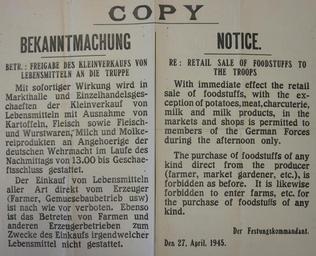 COPY
BEKANNTMACHUNG
BETR.: FREIGABE DES KLEINVERKAUFS VON
LEBENSMITTELN AN DIE TRUPPE
Mit sofortiger Wirkung wird in
Markthalle und Einzelhandelsges-
chaeften der Kleinverkauf von
Lebensmitteln mit Ausnahme von
Kartoffeln, Fleisch sowie Fleisch-
und Wurstwaren, Milch und Molke-
reiprodukten an Angehoerige der
deutschen Wehrmacht im Laufe des
Nachmittags von 13.00 bis Geschae-
ftsschluss gestattet.
Der Einkauf von Lebensmitteln
aller Art direkt vom Erzeuger
(Farmer, Gemuesebaubetrieb usw)
ist nach wie vor verboten. Ebenso
ist das Betreten von Farmen und
anderen Erzeugerbetrieben zum
Zwecke des Einkaufs irgendwelcher
Lebensmittel nicht gestattet.
NOTICE.
RE: RETAIL SALE OF FOODSTUFFS TO
THE TROOPS
With immediate effect the retail
sale of foodstuffs, with the exc-
eption of potatoes, meat, charcuterie,
milk and milk products, in the
markets and shops is permitted to
members of the German Forces
during the afternoon only.
The purchase of foodstuffs of any
kind direct from the producer
(farmer, market gardener, etc.), is
forbidden as before. It is likewise
forbidden to enter farms, etc. for
the purchase of foodstuffs of any
kind.
Der Festungskommandant.
Den 27, April, 1945.